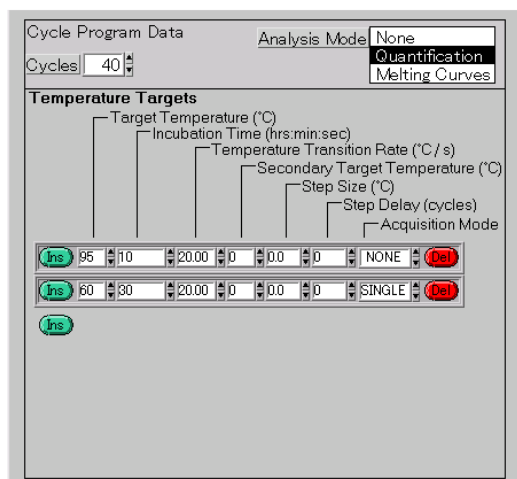 Cycle Program Data
Analysis Mode None
Quantification
Melting Curves
Cycles 40
Temperature Targets
Target Temperature (°C)
Incubation Time (hrs:min:sec)
Temperature Transition Rate (°C / s)
Secondary Target Temperature (°C)
Step Size (°C)
Step Delay (cycles)
Acquisition Mode
Ins 95 10 20.00 0 0.0 0 NONE Del
Ins 60 30 20.00 0 0.0 0 SINGLE Del
Ins